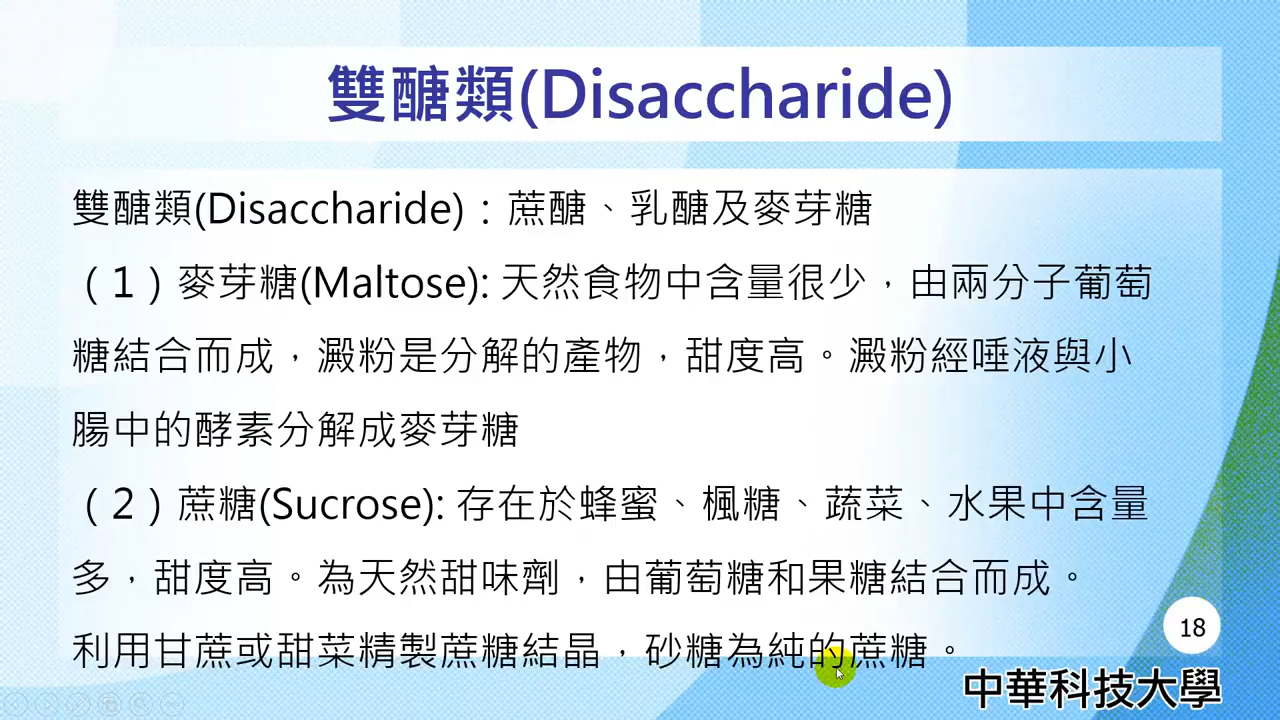 雙醣類(Disaccharide)
雙醣類(Disaccharide)：蔗醣、乳醣及麥芽糖
（1）麥芽糖(Maltose): 天然食物中含量很少，由兩分子葡萄
糖結合而成，澱粉是分解的產物，甜度高。澱粉經唾液與小
腸中的酵素分解成麥芽糖
（2）蔗糖(Sucrose): 存在於蜂蜜、楓糖、蔬菜、水果中含量
多，甜度高。為天然甜味劑，由葡萄糖和果糖結合而成。
利用甘蔗或甜菜精製蔗糖結晶，砂糖為純的蔗糖。
18
中華科技大學